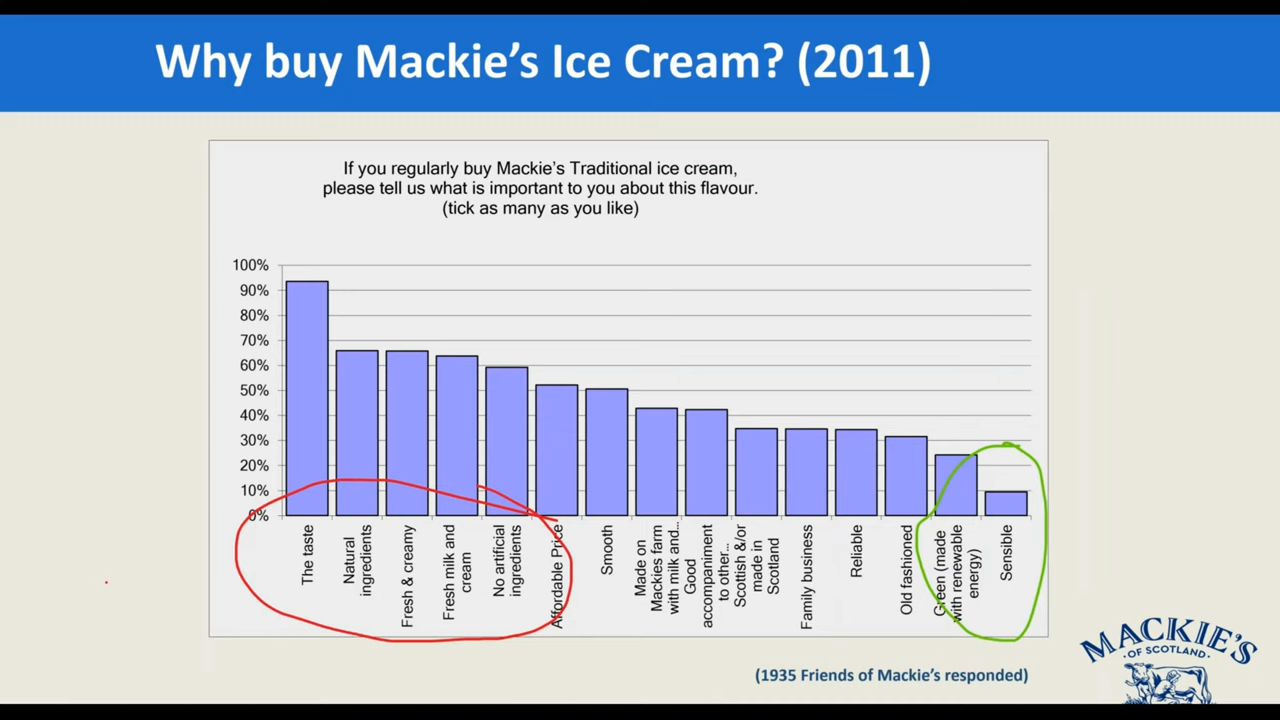 Why buy Mackie's Ice Cream? (2011)
If you regularly buy Mackie's Traditional ice cream,
please tell us what is important to you about this flavour.
(tick as many as you like)
100%
90%
80%
70%
60%
50%
40%
30%
20%
10%
0%
The taste
Natural
ingredients
Fresh & creamy
Fresh milk and
cream
No artificial
ingredients
Affordable Price
Smooth
Made on
Mackies farm
with milk and...
Good
accompaniment
to other...
Scottish &/or
made in
Scotland
Family business
Reliable
Old fashioned
Green (made
with renewable
energy)
Sensible
(1935 Friends of Mackie's responded)
MACKIE'S
·OF SCOTLAND·